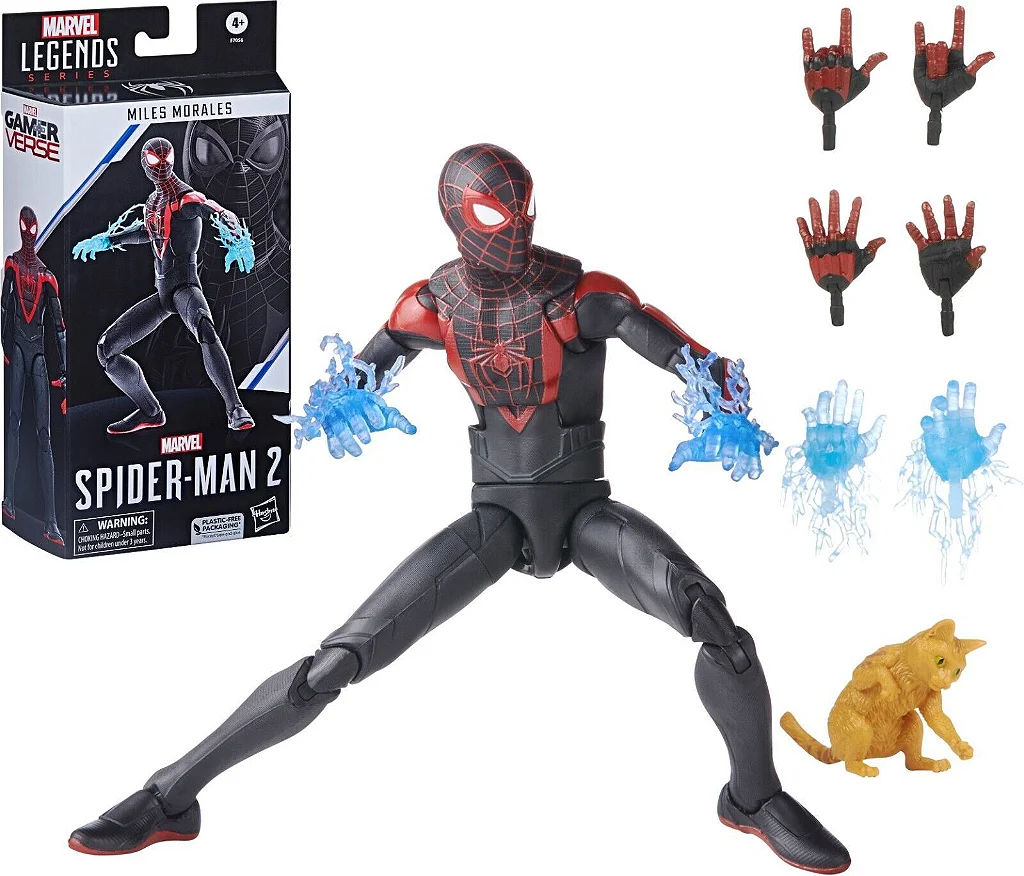 MARVEL
LEGENDS
SERIES
4+
F7056
MARVEL
GAMER
VERSE
MILES MORALES
MARVEL
SPIDER-MAN 2
WARNING:
CHOKING HAZARD–Small parts.
Not for children under 3 years.
PLASTIC-FREE
PACKAGING*
Hasbro